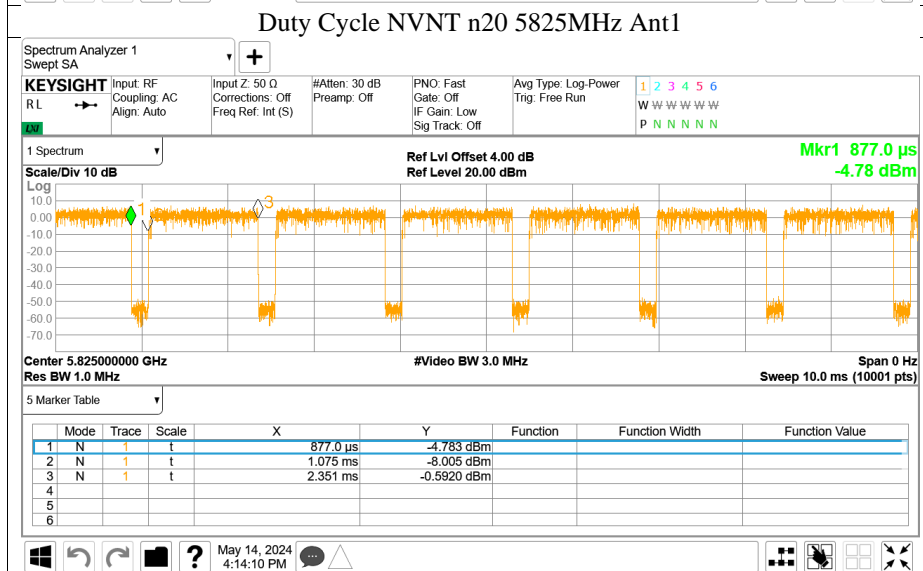 Duty Cycle NVNT n20 5825MHz Ant1
Spectrum Analyzer 1
Swept SA
+
KEYSIGHT Input: RF Input Z: 50 Ω #Atten: 30 dB PNO: Fast Avg Type: Log-Power 1 2 3 4 5 6
R L Coupling: AC Corrections: Off Preamp: Off Gate: Off Trig: Free Run W W W W W W
Align: Auto Freq Ref: Int (S) IF Gain: Low
LXI Sig Track: Off P N N N N N
1 Spectrum Ref Lvl Offset 4.00 dB Mkr1 877.0 µs
Scale/Div 10 dB Ref Level 20.00 dBm -4.78 dBm
Log
10.0
0.00
-10.0
-20.0
-30.0
-40.0
-50.0
-60.0
-70.0
1 3
Center 5.825000000 GHz #Video BW 3.0 MHz Span 0 Hz
Res BW 1.0 MHz Sweep 10.0 ms (10001 pts)
5 Marker Table
Mode Trace Scale X Y Function Function Width Function Value
1 N 1 t 877.0 µs -4.783 dBm
2 N 1 t 1.075 ms -8.005 dBm
3 N 1 t 2.351 ms -0.5920 dBm
4
5
6
? May 14, 2024
4:14:10 PM